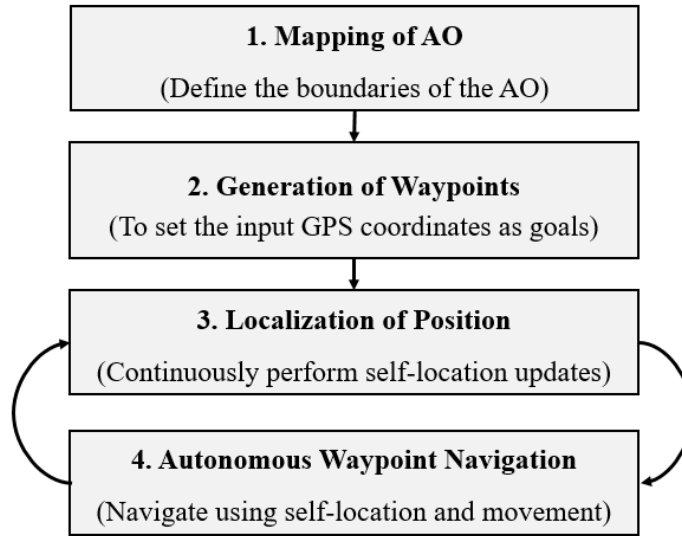 1. Mapping of AO
(Define the boundaries of the AO)
2. Generation of Waypoints
(To set the input GPS coordinates as goals)
3. Localization of Position
(Continuously perform self-location updates)
4. Autonomous Waypoint Navigation
(Navigate using self-location and movement)